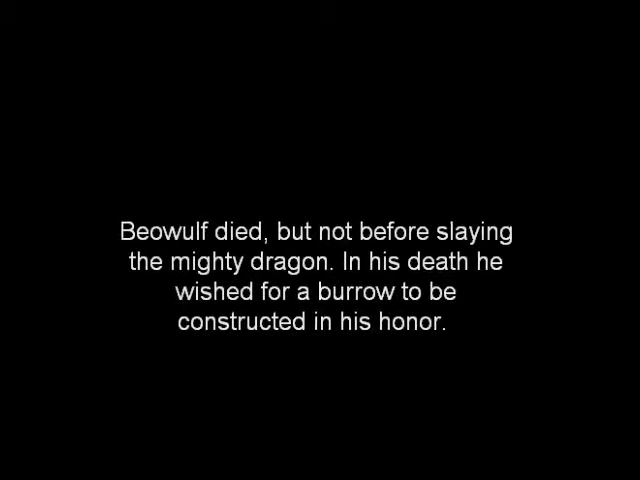 Beowulf died, but not before slaying
the mighty dragon. In his death he
wished for a burrow to be
constructed in his honor.